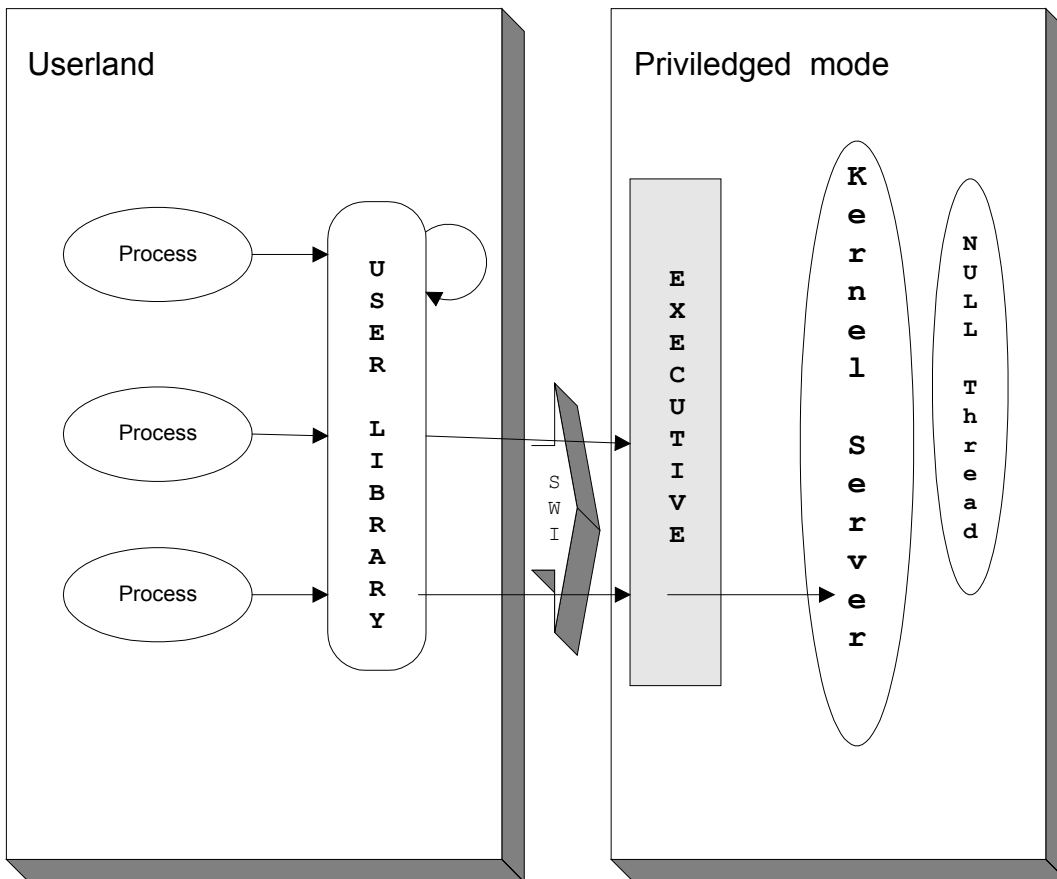 Userland
Priviledged mode
Process
Process
Process
USER LIBRARY
SWI
EXECUTIVE
Kernel Server
NULL Thread